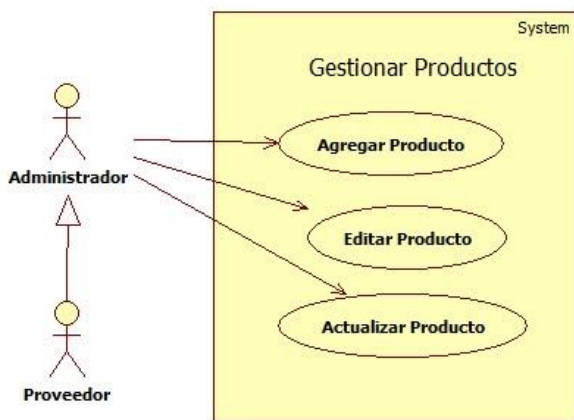 System
Gestionar Productos
Agregar Producto
Administrador
Editar Producto
Actualizar Producto
Proveedor